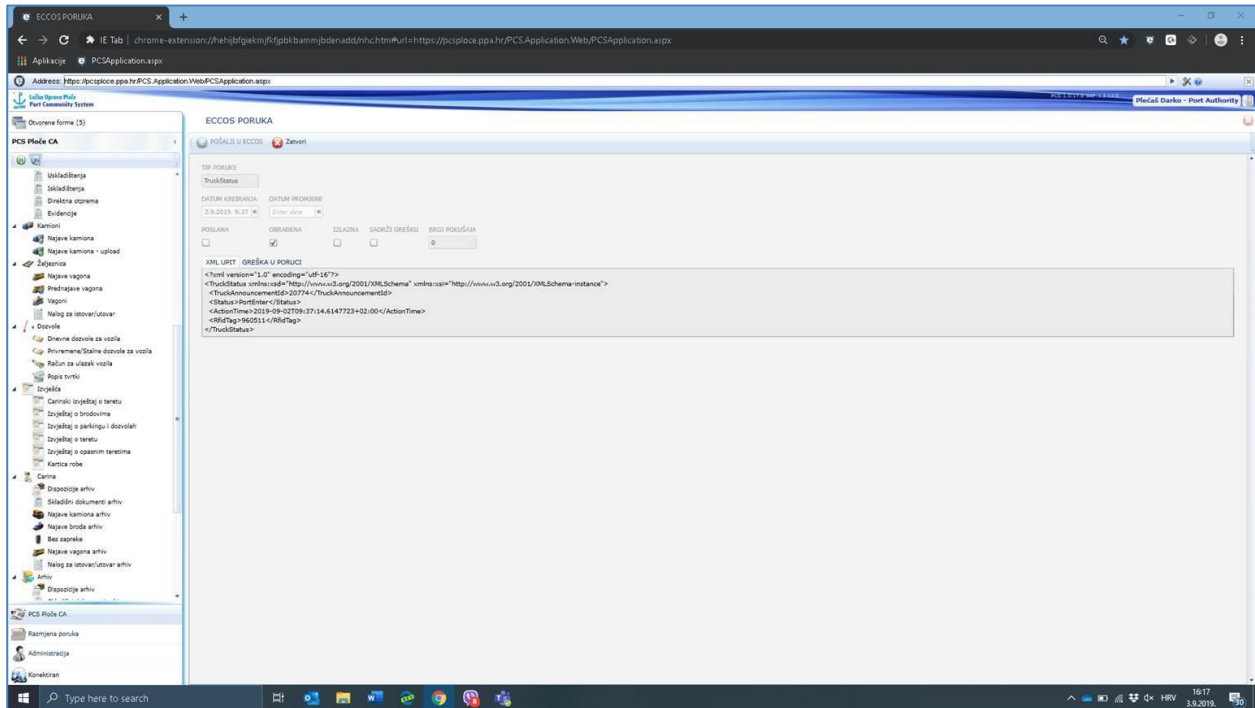 ECCOS PORUKA
IE Tab | chrome-extension://hehijbfgiekmjfkfjpbkbammjbdenadd/nhc.htm#url=https://pcsploce.ppa.hr/PCS.Application.Web/PCSApplication.aspx
Aplikacije PCSApplication.aspx
Address: https://pcsploce.ppa.hr/PCS.Application.Web/PCSApplication.aspx
Lučka Uprava Ploče
Port Community System
Plećaš Darko - Port Authority
Otvorene forme (5)
PCS Ploče CA
Uskladištenja
Iskladištenja
Direktna otprema
Evidencije
Kamioni
Najave kamiona
Najave kamiona - upload
Željeznica
Najave vagona
Prednajave vagona
Vagoni
Nalog za istovar/utovar
Dozvole
Dnevne dozvole za vozila
Privremene/Stalne dozvole za vozila
Račun za ulazak vozila
Popis tvrtki
Izvješća
Carinski izvještaj o teretu
Izvještaj o brodovima
Izvještaj o parkingu i dozvolah
Izvještaj o teretu
Izvještaj o opasnim teretima
Kartica robe
Carina
Dispozicije arhiv
Skladišni dokumenti arhiv
Najave kamiona arhiv
Najave broda arhiv
Bez zapreke
Najave vagona arhiv
Nalog za istovar/utovar arhiv
Arhiv
Dispozicije arhiv
PCS Ploče CA
Razmjena poruka
Administracija
Konektiran
ECCOS PORUKA
POŠALJI U ECCOS Zatvori
TIP PORUKE
TruckStatus
DATUM KREIRANJA DATUM PROMJENE
2.9.2019. 9:37 Enter date
POSLANA OBRAĐENA IZLAZNA SADRŽI GREŠKU BROJ POKUŠAJA
0
XML UPIT GREŠKA U PORUCI
<?xml version="1.0" encoding="utf-16"?>
<TruckStatus xmlns:xsd="http://www.w3.org/2001/XMLSchema" xmlns:xsi="http://www.w3.org/2001/XMLSchema-instance">
<TruckAnnouncementId>20774</TruckAnnouncementId>
<Status>PortEnter</Status>
<ActionTime>2019-09-02T09:37:14.6147723+02:00</ActionTime>
<RfidTag>960511</RfidTag>
</TruckStatus>
Type here to search
HRV
16:17
3.9.2019.
30